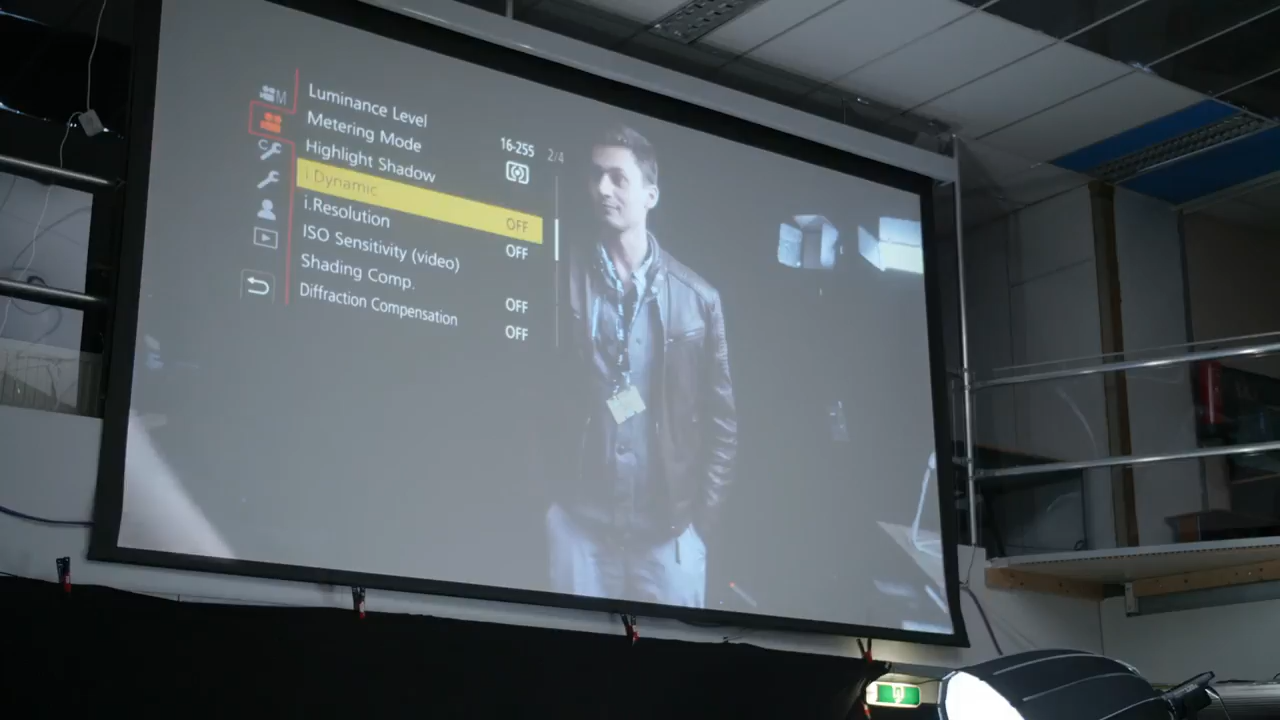 Luminance Level 16-255 2/4
Metering Mode
Highlight Shadow
i.Dynamic OFF
i.Resolution OFF
ISO Sensitivity (video)
Shading Comp. OFF
Diffraction Compensation OFF
M